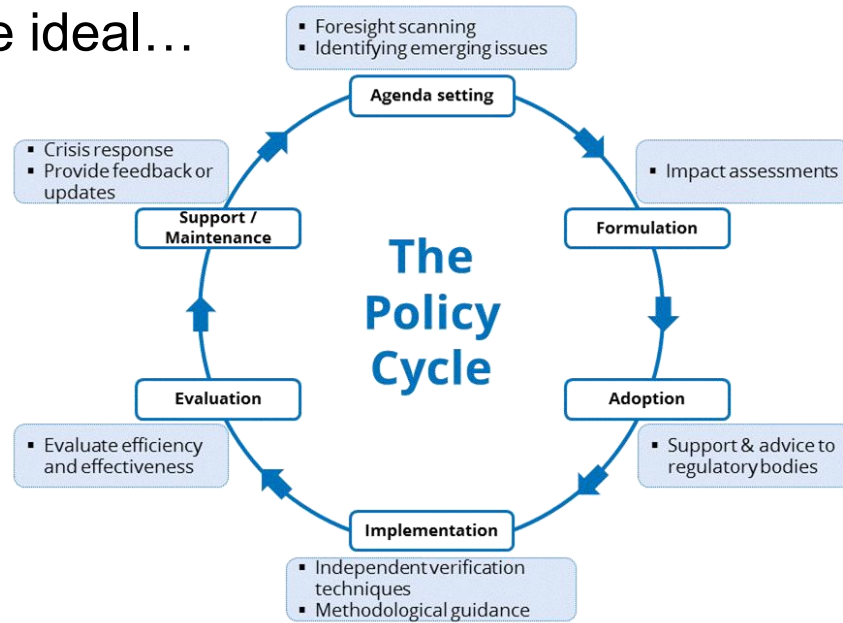 e ideal…
▪ Foresight scanning
▪ Identifying emerging issues
Agenda setting
▪ Crisis response
▪ Provide feedback or
updates
Support /
Maintenance
▪ Impact assessments
Formulation
The
Policy
Cycle
Evaluation
▪ Evaluate efficiency
and effectiveness
Adoption
▪ Support & advice to
regulatory bodies
Implementation
▪ Independent verification
techniques
▪ Methodological guidance